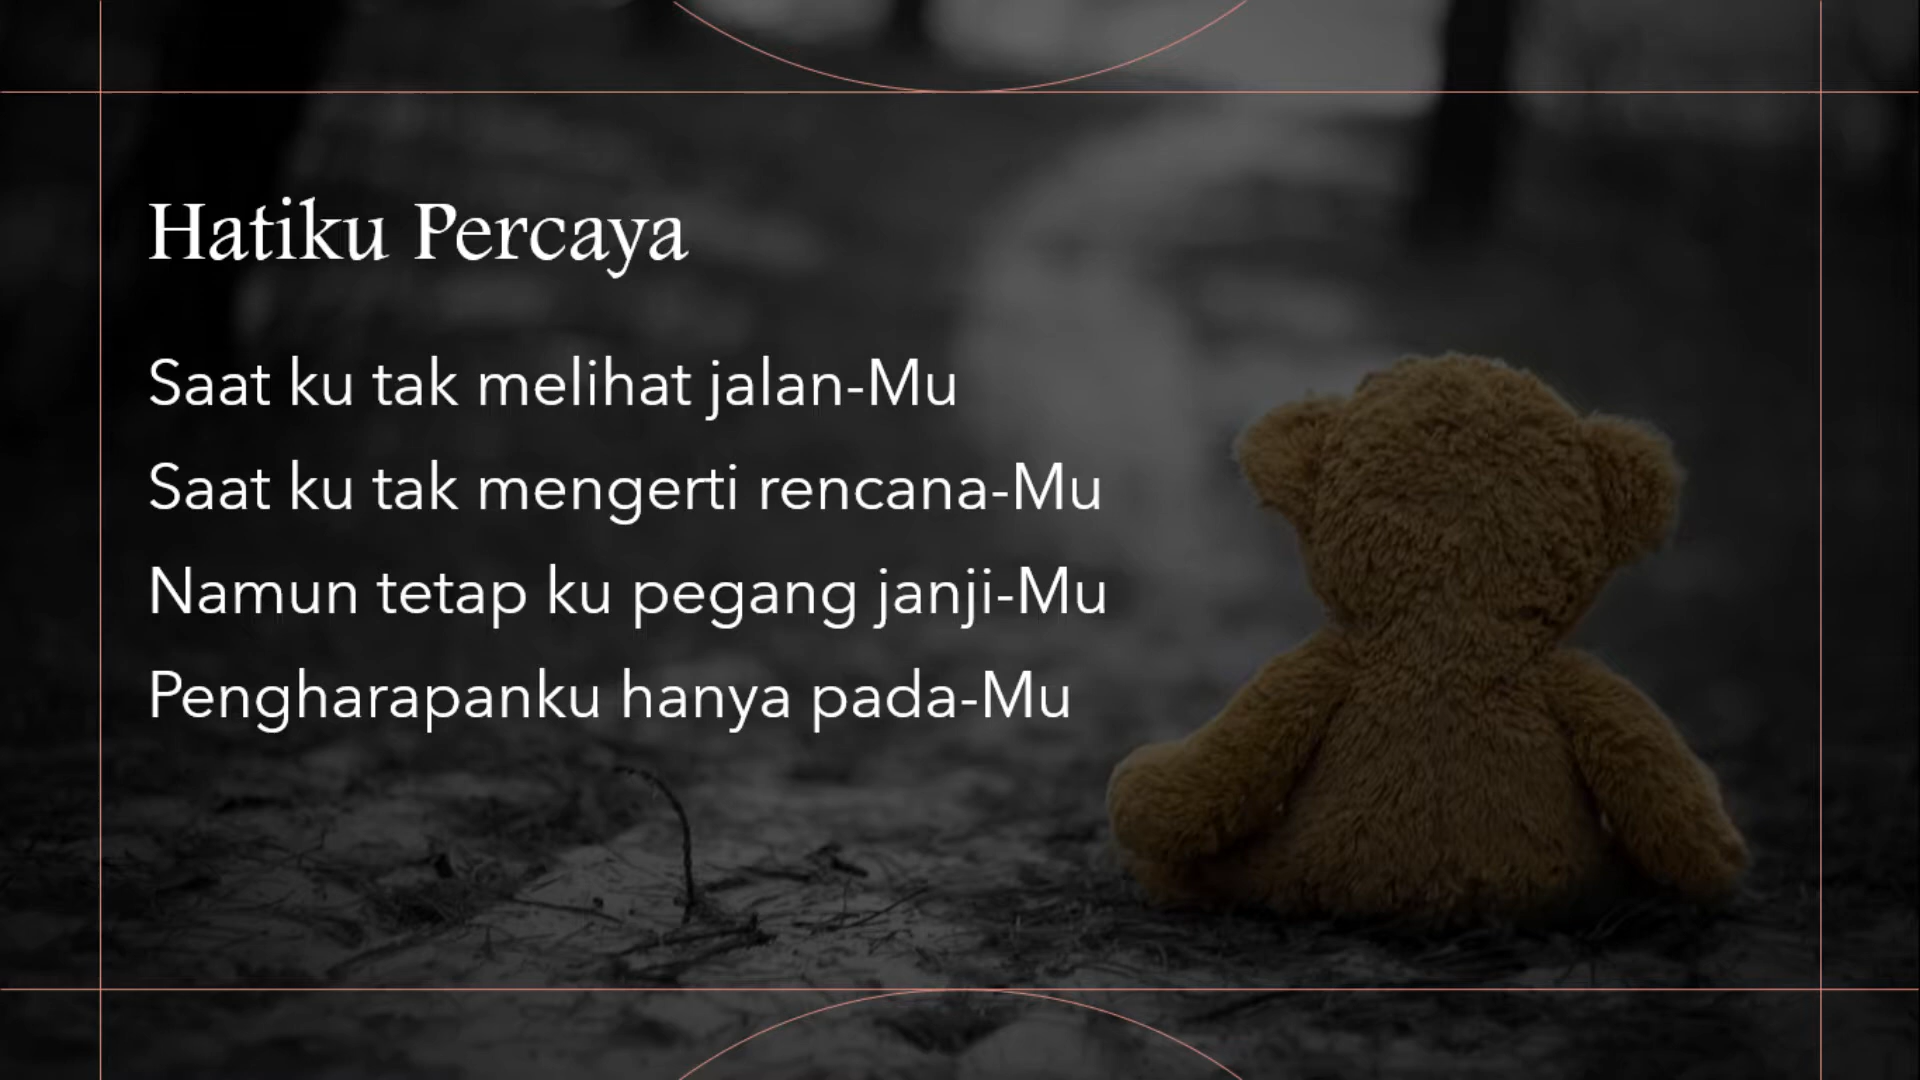 Hatiku Percaya
Saat ku tak melihat jalan-Mu
Saat ku tak mengerti rencana-Mu
Namun tetap ku pegang janji-Mu
Pengharapanku hanya pada-Mu